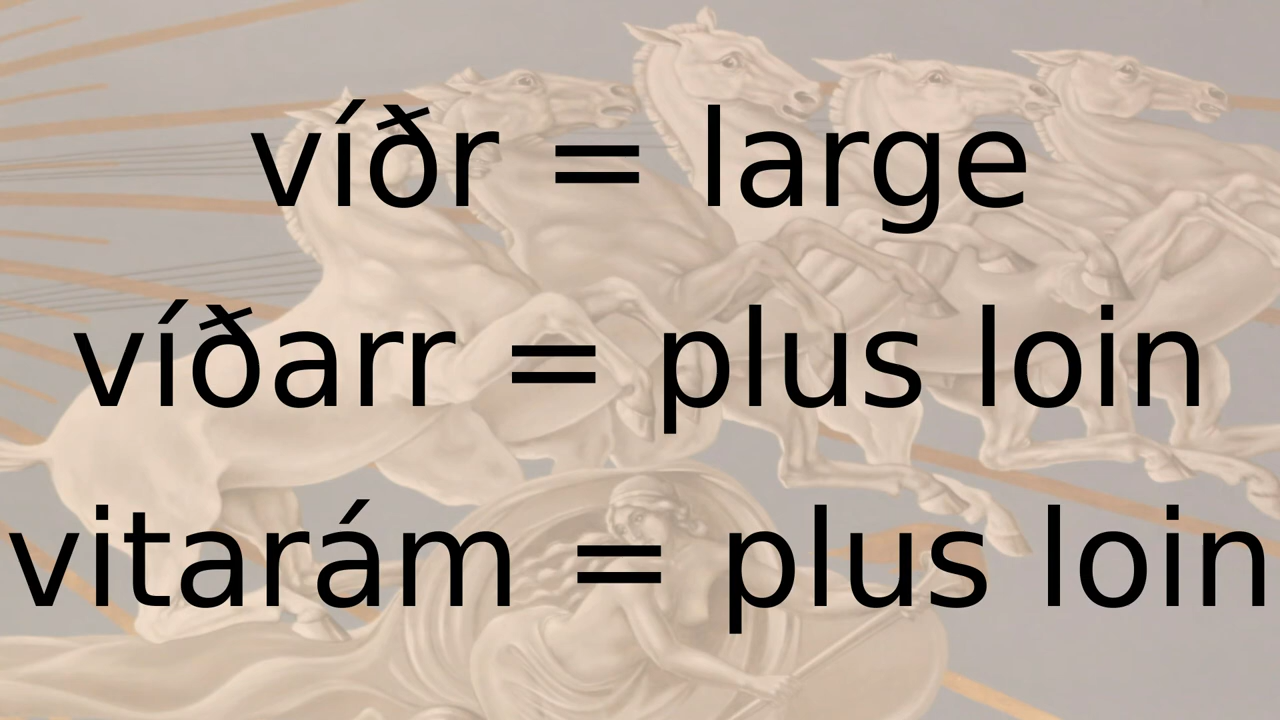 víðr = large
víðarr = plus loin
vitarám = plus loin